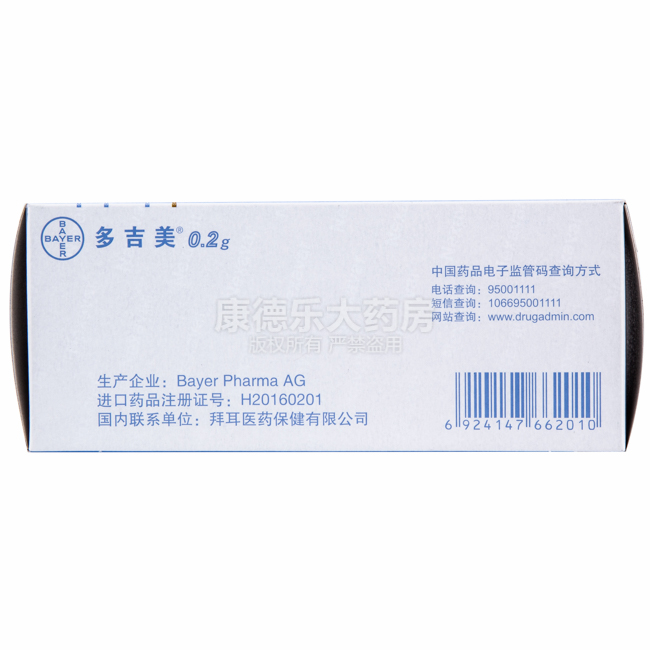 BAYER
BAYER
多吉美® 0.2g
中国药品电子监管码查询方式
电话查询：95001111
短信查询：106695001111
网站查询：www.drugadmin.com
康德乐大药房
版权所有 严禁盗用
生产企业：Bayer Pharma AG
进口药品注册证号：H20160201
国内联系单位：拜耳医药保健有限公司
6 924147 662010